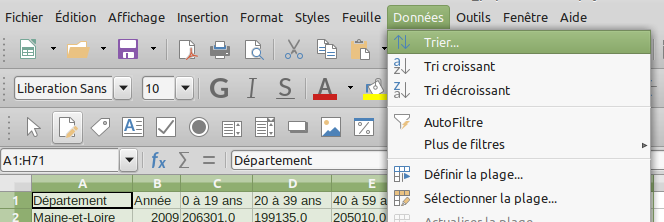 Fichier Édition Affichage Insertion Format Styles Feuille Données Outils Fenêtre Aide
Trier...
Tri croissant
Tri décroissant
AutoFiltre
Plus de filtres
Définir la plage...
Sélectionner la plage...
Actualiser la plage
Liberation Sans 10 G I S A
A1:H71 fx Σ = Département
A B C D E
1 Département Année 0 à 19 ans 20 à 39 ans 40 à 59 a
2 Maine-et-Loire 2009 206301.0 199135.0 205010.0